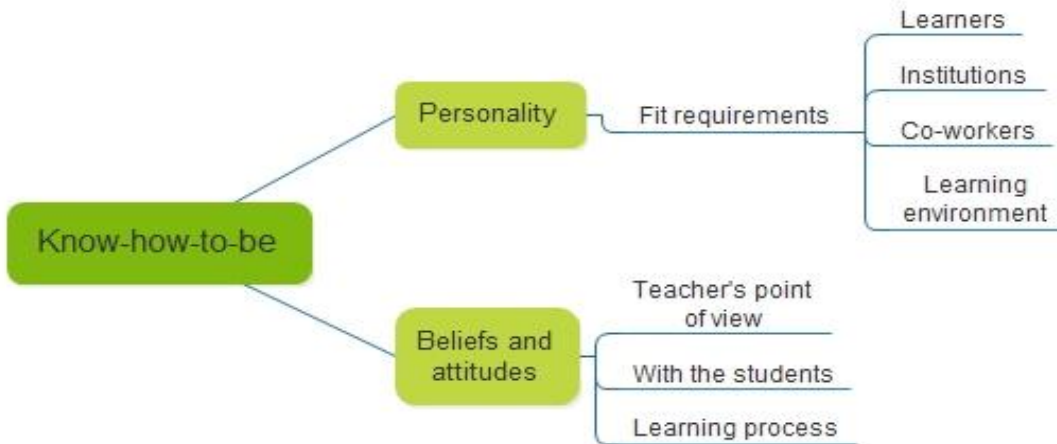 Know-how-to-be
Personality
Fit requirements
Learners
Institutions
Co-workers
Learning
environment
Beliefs and
attitudes
Teacher's point
of view
With the students
Learning process